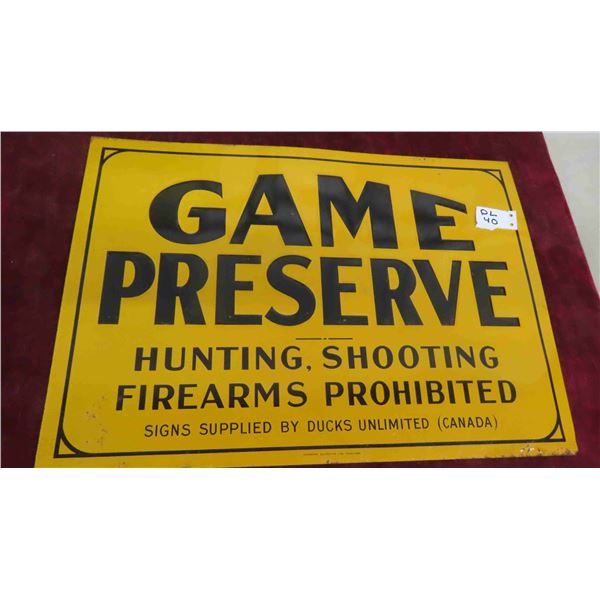 GAME
DL
40
PRESERVE
HUNTING, SHOOTING
FIREARMS PROHIBITED
SIGNS SUPPLIED BY DUCKS UNLIMITED (CANADA)